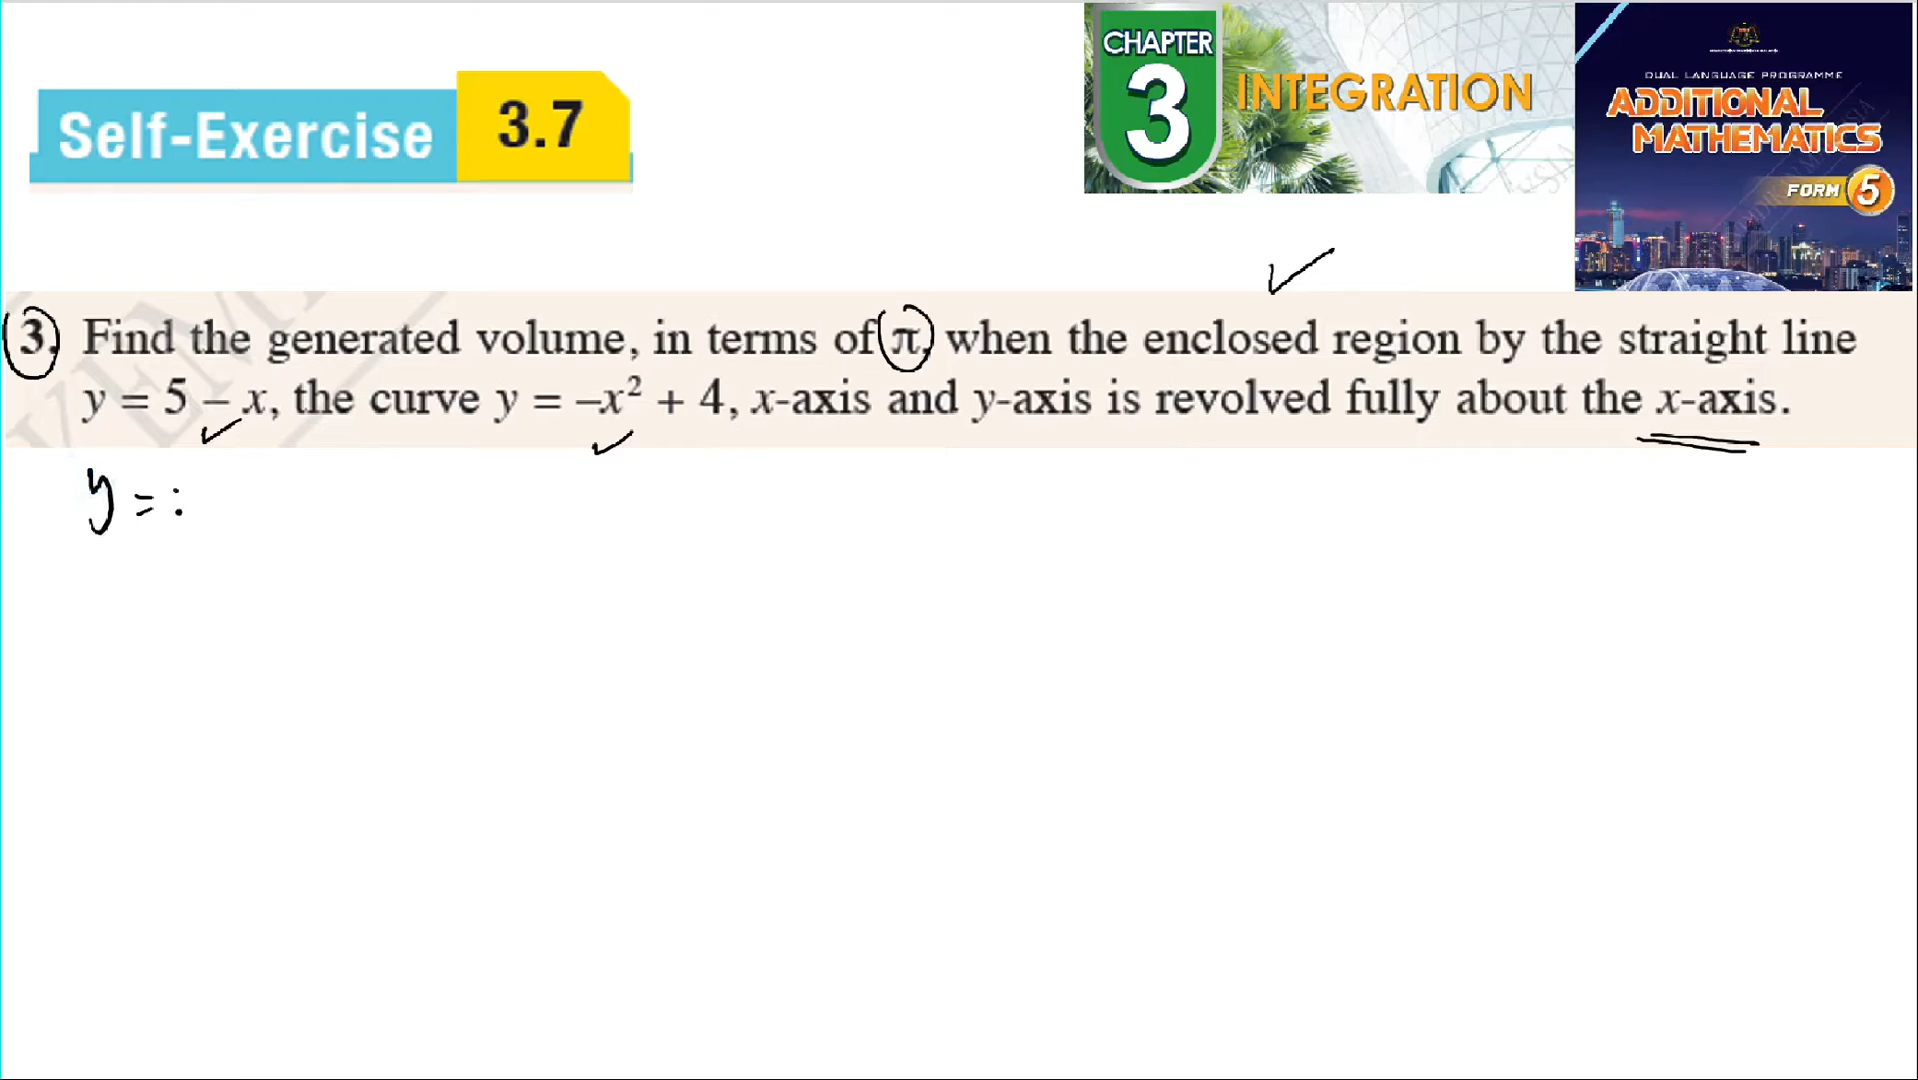 CHAPTER
3
INTEGRATION
DUAL LANGUAGE PROGRAMME
ADDITIONAL
MATHEMATICS
FORM 5
Self-Exercise 3.7
3. Find the generated volume, in terms of π, when the enclosed region by the straight line
y = 5 – x, the curve y = –x² + 4, x-axis and y-axis is revolved fully about the x-axis.
y = :